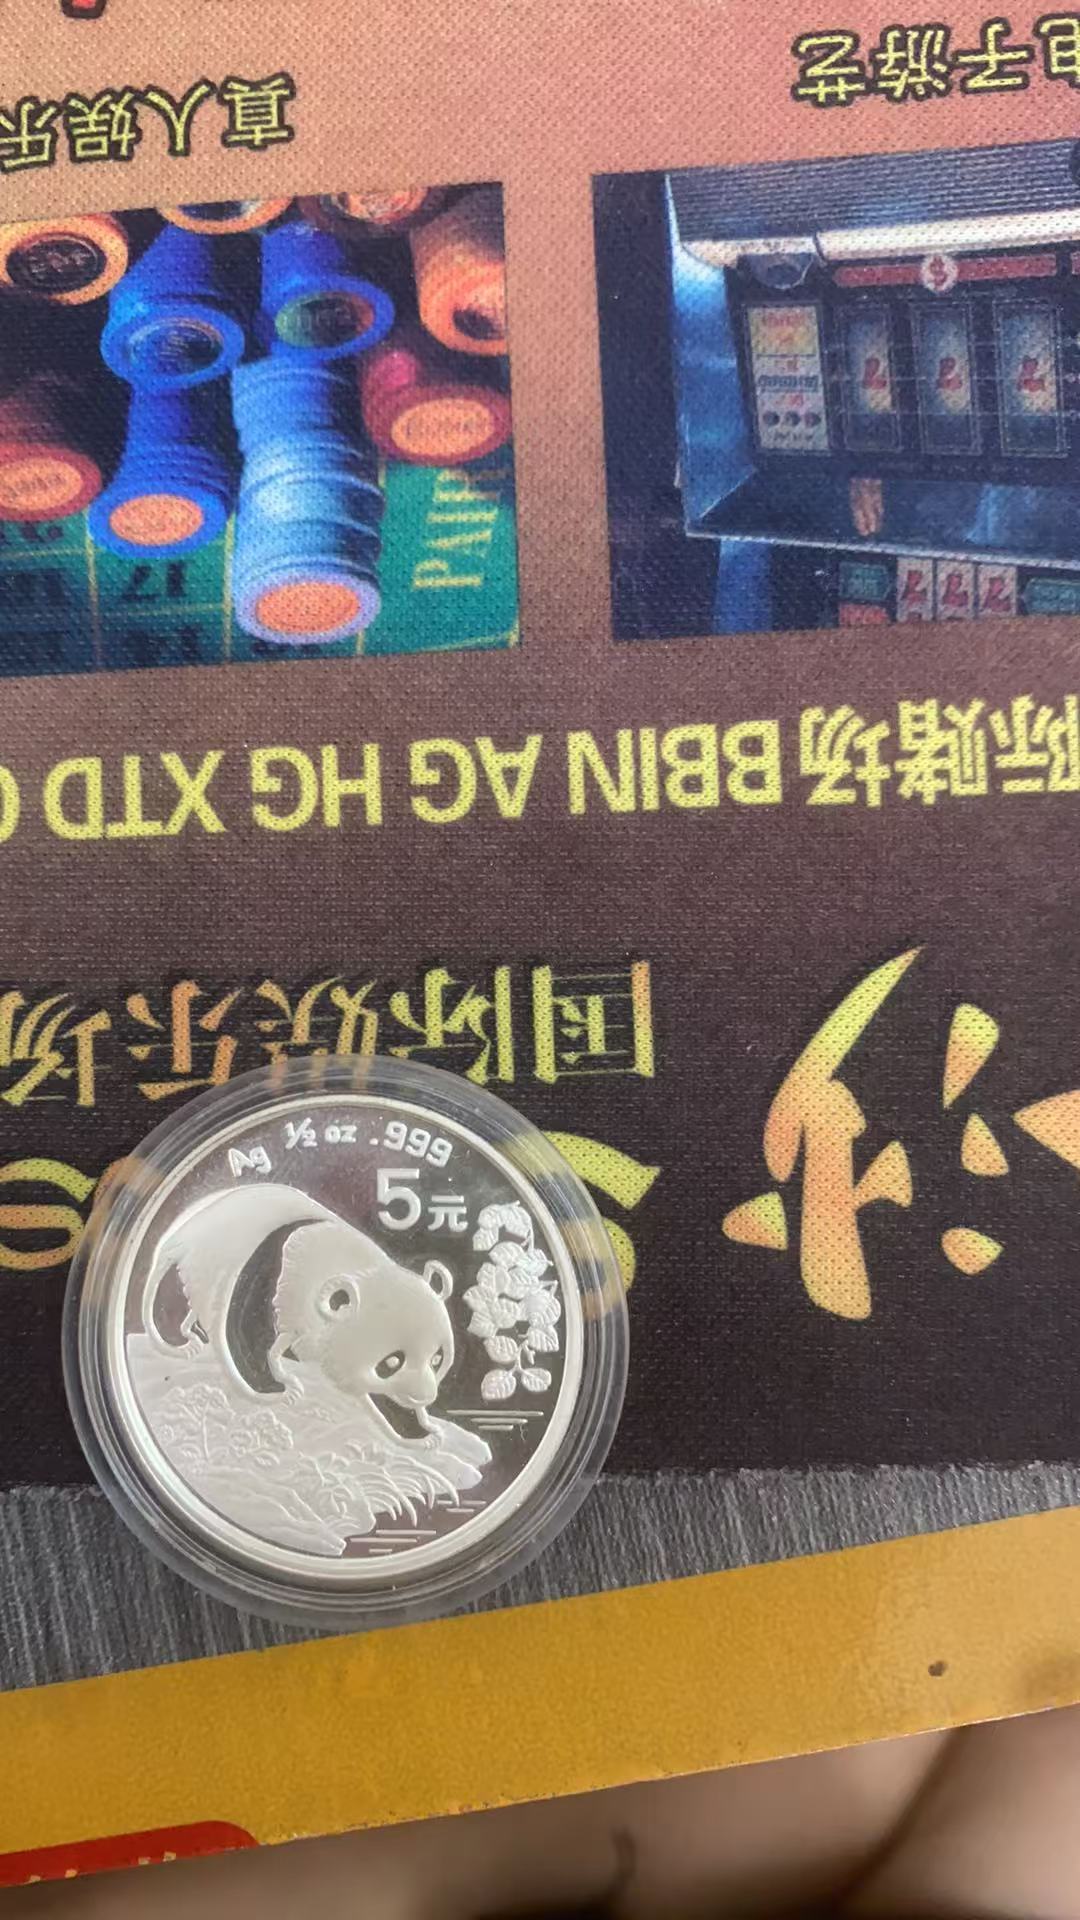 电子游艺
真人娱乐
PAIR
17
$
际赌场 BBIN AG HG XTD
国际娱乐场
Ag 1/2 oz .999
5元